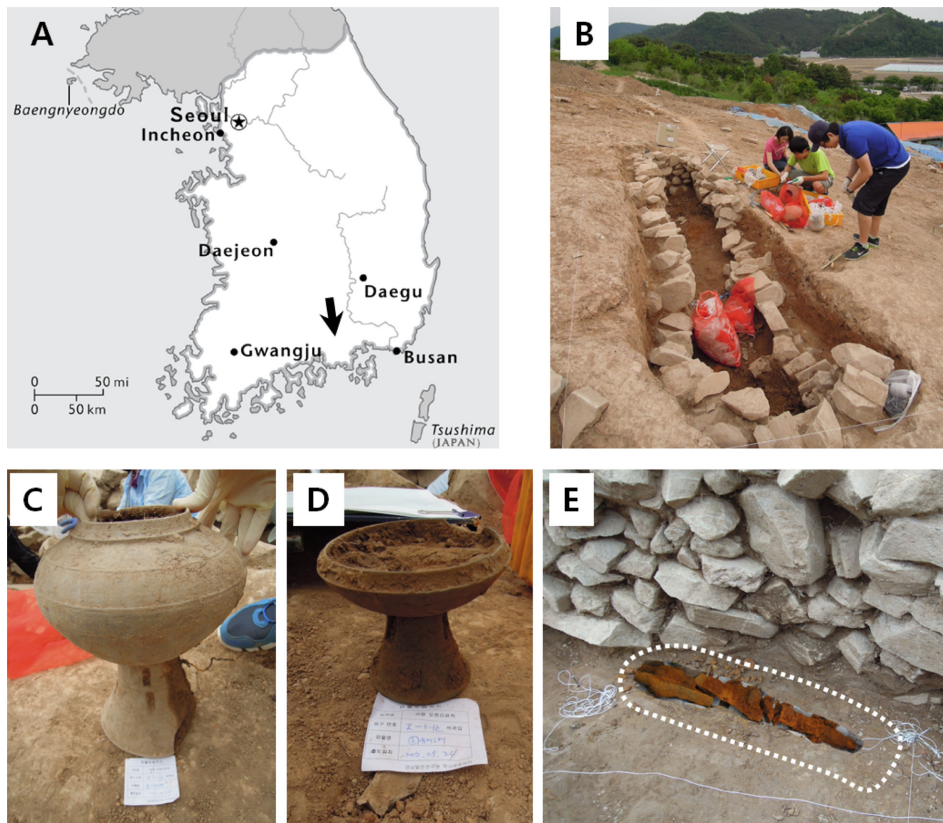 A
Baengnyeongdo
Seoul
Incheon
Daejeon
Daegu
Gwangju
Busan
0 50 mi
0 50 km
Tsushima
(JAPAN)
B
C
D
E